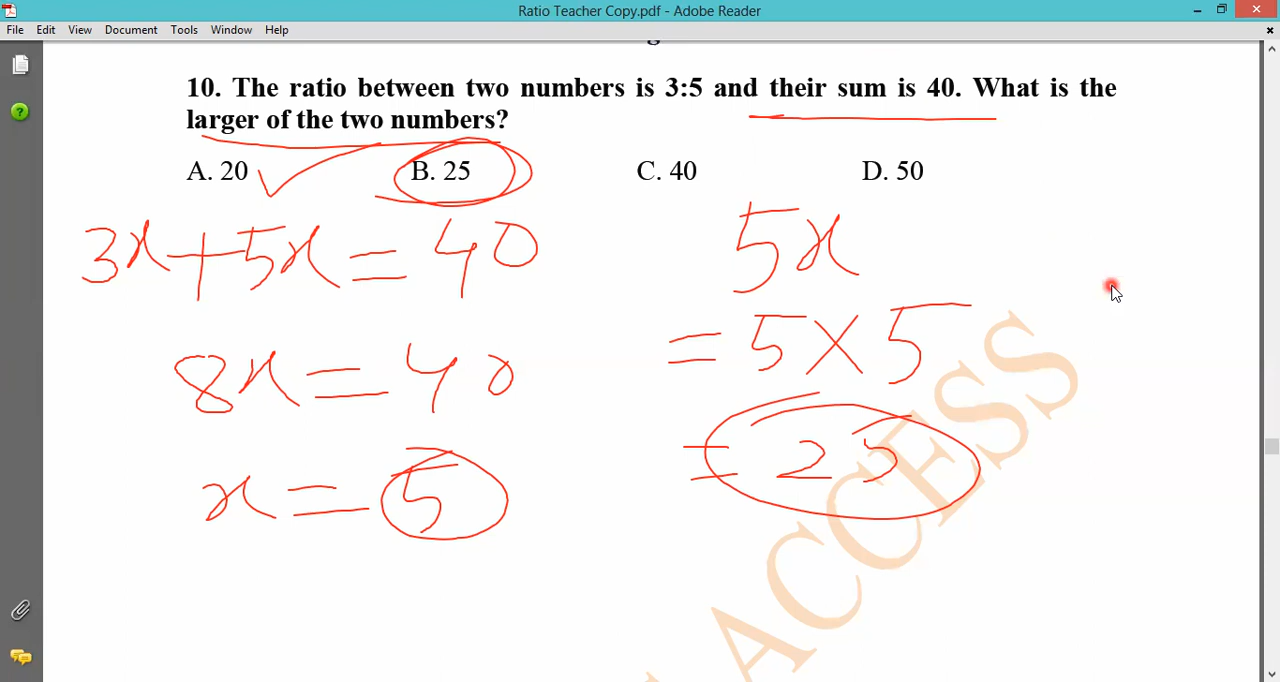 Ratio Teacher Copy.pdf - Adobe Reader
File Edit View Document Tools Window Help
10. The ratio between two numbers is 3:5 and their sum is 40. What is the
larger of the two numbers?
A. 20 B. 25 C. 40 D. 50
3x+5x=40
8x=40
x=5
5x
=5×5
=25
ACCESS